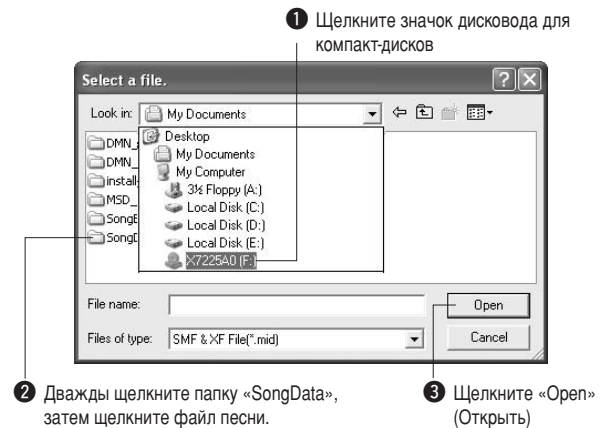 ❶ Щелкните значок дисковода для
компакт-дисков
Select a file.
Look in: My Documents
Desktop
My Documents
My Computer
3½ Floppy (A:)
Local Disk (C:)
Local Disk (D:)
Local Disk (E:)
X7225A0 (F:)
DMN_
DMN_
install
MSD_
Song
Song
File name:
Open
Files of type: SMF & XF File(*.mid)
Cancel
❷ Дважды щелкните папку «SongData»,
затем щелкните файл песни.
❸ Щелкните «Open»
(Открыть)